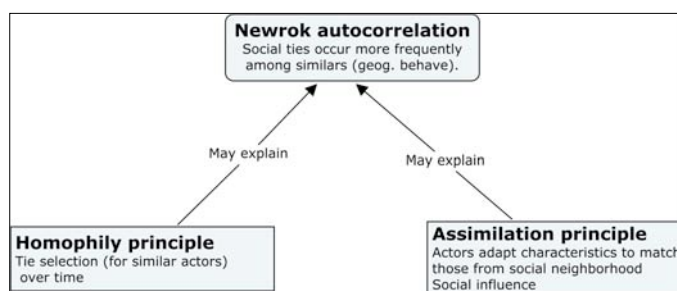 Newrok autocorrelation
Social ties occur more frequently
among similars (geog. behave).
May explain
May explain
Homophily principle
Tie selection (for similar actors)
over time
Assimilation principle
Actors adapt characteristics to match
those from social neighborhood
Social influence